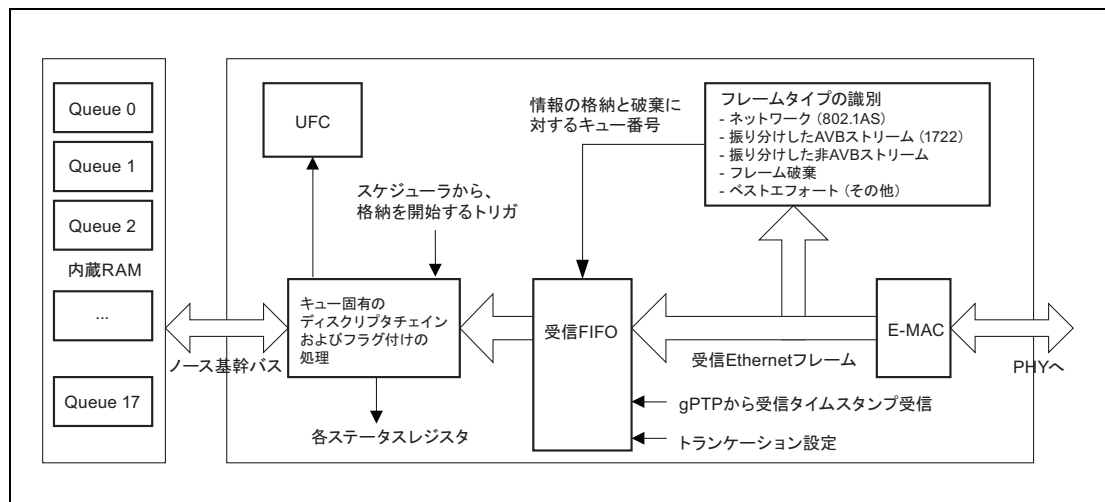 Queue 0
Queue 1
Queue 2
内蔵RAM
...
Queue 17
ノース基幹バス
UFC
スケジューラから、
格納を開始するトリガ
キュー固有の
ディスクリプタチェイン
およびフラグ付けの
処理
各ステータスレジスタ
情報の格納と破棄に
対するキュー番号
受信FIFO
フレームタイプの識別
- ネットワーク (802.1AS)
- 振り分けしたAVBストリーム (1722)
- 振り分けした非AVBストリーム
- フレーム破棄
- ベストエフォート (その他)
受信Ethernetフレーム
E-MAC
PHYへ
gPTPから受信タイムスタンプ受信
トランケーション設定